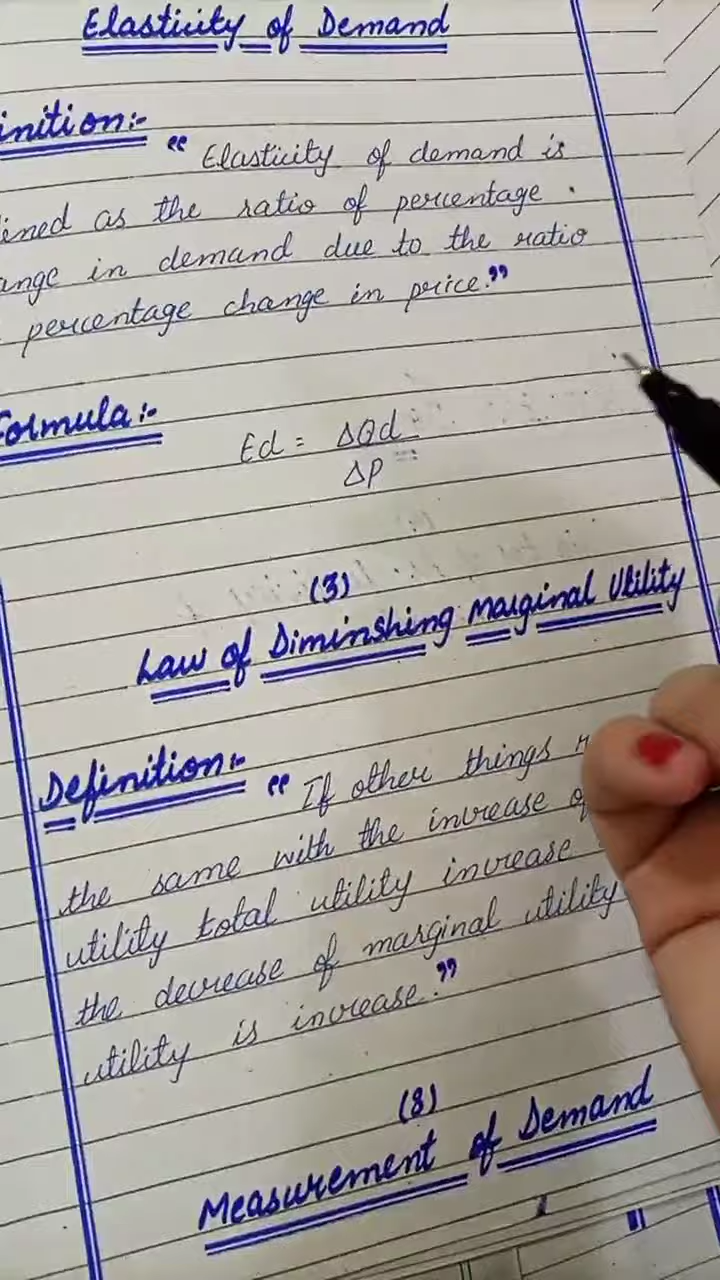 Elasticity of Demand
inition:- “ Elasticity of demand is
ined as the ratio of percentage
ange in demand due to the ratio
percentage change in price.”
Formula:-
Ed = ΔQd
ΔP
(3)
Law of Diminshing Marginal Utility
Definition:- “ If other things
the same with the increase of
utility total utility increase
the decrease of marginal utility
utility is increase.”
(8)
Measurement of Demand